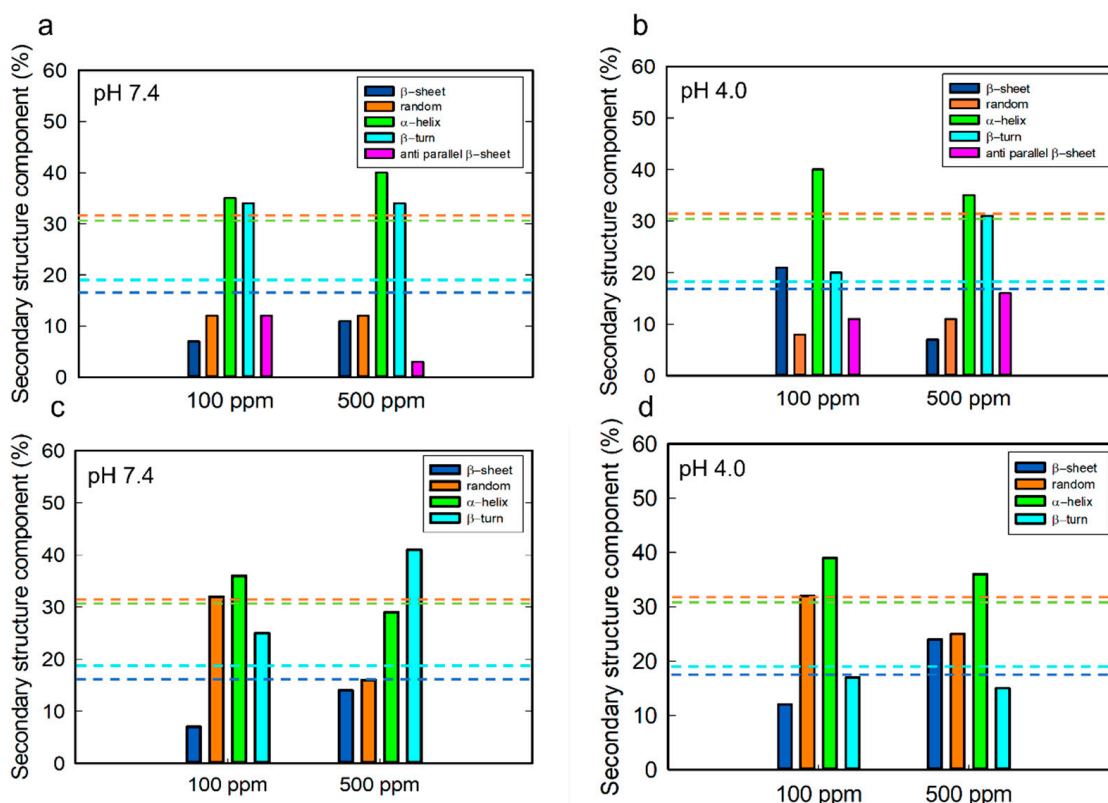 a
Secondary structure component (%)
60
50
40
30
20
10
0
pH 7.4
β-sheet
random
α-helix
β-turn
anti parallel β-sheet
100 ppm
500 ppm
b
Secondary structure component (%)
60
50
40
30
20
10
0
pH 4.0
β-sheet
random
α-helix
β-turn
anti parallel β-sheet
100 ppm
500 ppm
c
Secondary structure component (%)
60
50
40
30
20
10
0
pH 7.4
β-sheet
random
α-helix
β-turn
100 ppm
500 ppm
d
Secondary structure component (%)
60
50
40
30
20
10
0
pH 4.0
β-sheet
random
α-helix
β-turn
100 ppm
500 ppm